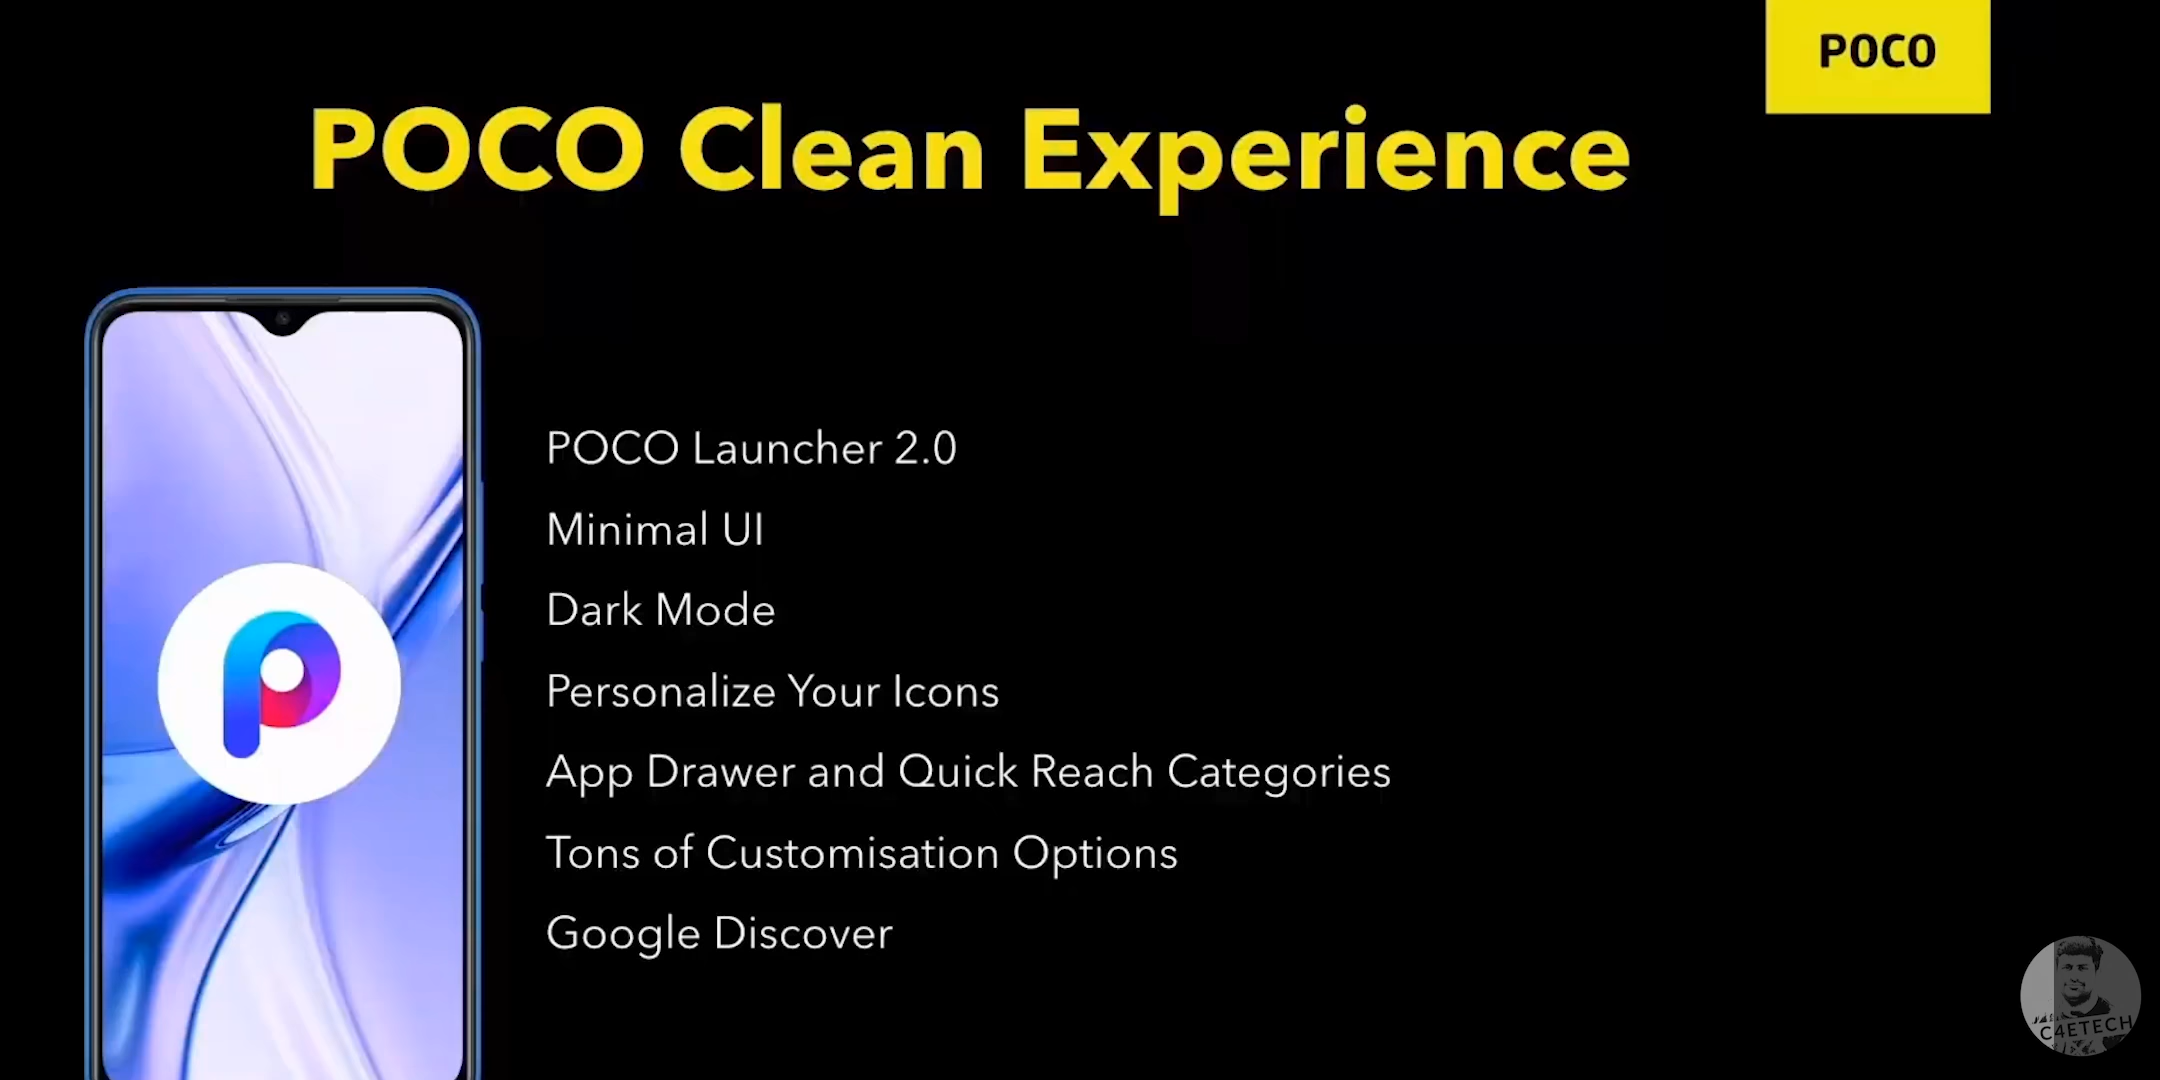 POCO
POCO Clean Experience
POCO Launcher 2.0
Minimal UI
Dark Mode
Personalize Your Icons
App Drawer and Quick Reach Categories
Tons of Customisation Options
Google Discover
C4ETECH